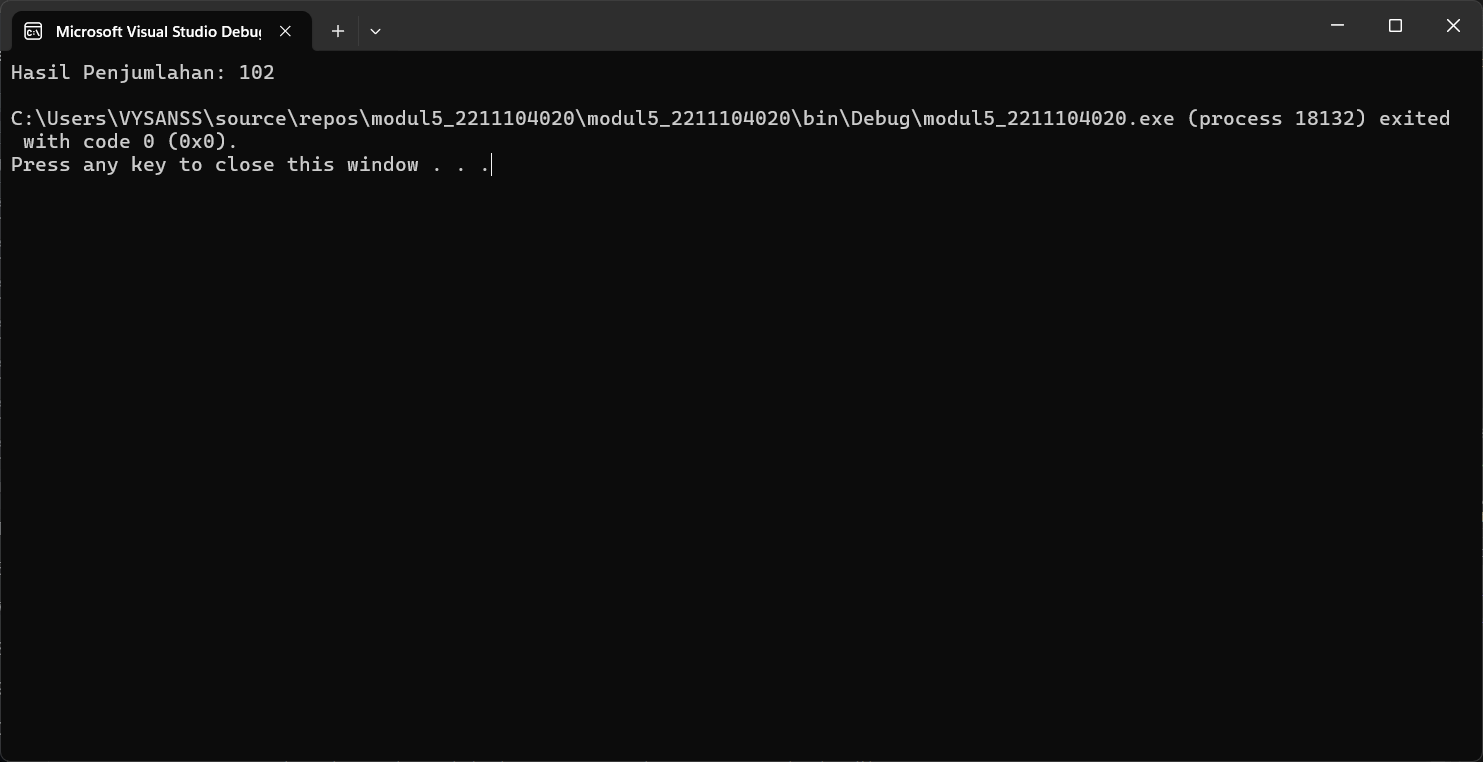 Microsoft Visual Studio Debu
Hasil Penjumlahan: 102
C:\Users\VYSANSS\source\repos\modul5_2211104020\modul5_2211104020\bin\Debug\modul5_2211104020.exe (process 18132) exited
with code 0 (0x0).
Press any key to close this window . . .